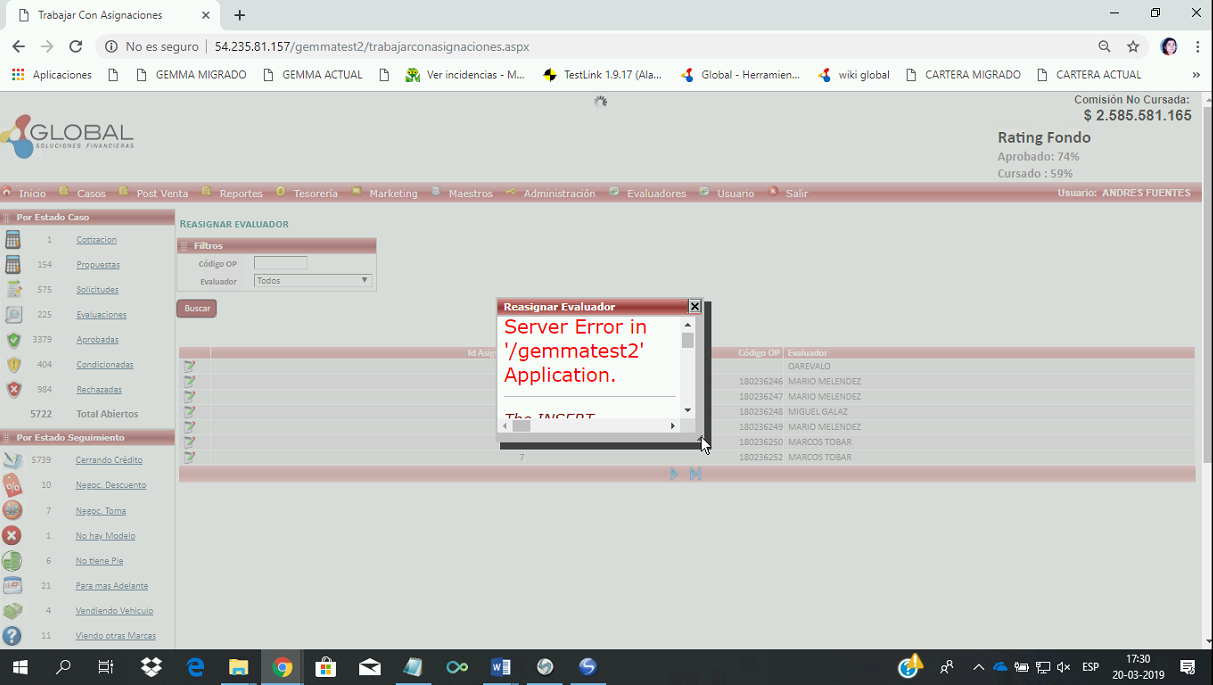 Trabajar Con Asignaciones
No es seguro | 54.235.81.157/gemmatest2/trabajarconasignaciones.aspx
Aplicaciones GEMMA MIGRADO GEMMA ACTUAL Ver incidencias - M... TestLink 1.9.17 (Ala... Global - Herramien... wiki global CARTERA MIGRADO CARTERA ACTUAL »
Comisión No Cursada:
$ 2.585.581.165
GLOBAL
SOLUCIONES FINANCIERAS
Rating Fondo
Aprobado: 74%
Cursado : 59%
Inicio Casos Post Venta Reportes Tesorería Marketing Maestros Administración Evaluadores Usuario Salir Usuario: ANDRES FUENTES
Por Estado Caso
1 Cotizacion
154 Propuestas
575 Solicitudes
225 Evaluaciones
3379 Aprobadas
404 Condicionadas
984 Rechazadas
5722 Total Abiertos
Por Estado Seguimiento
5739 Cerrando Crédito
10 Negoc. Descuento
7 Negoc. Toma
1 No hay Modelo
6 No tiene Pie
21 Para mas Adelante
4 Vendiendo Vehiculo
11 Viendo otras Marcas
REASIGNAR EVALUADOR
Filtros
Código OP
Evaluador Todos
Buscar
Id Asig Código OP Evaluador
OAREVALO
180236246 MARIO MELENDEZ
180236247 MARIO MELENDEZ
180236248 MIGUEL GALAZ
180236249 MARIO MELENDEZ
180236250 MARCOS TOBAR
7 180236252 MARCOS TOBAR
Reasignar Evaluador
Server Error in
'/gemmatest2'
Application.
The INSERT
ESP
17:30
20-03-2019